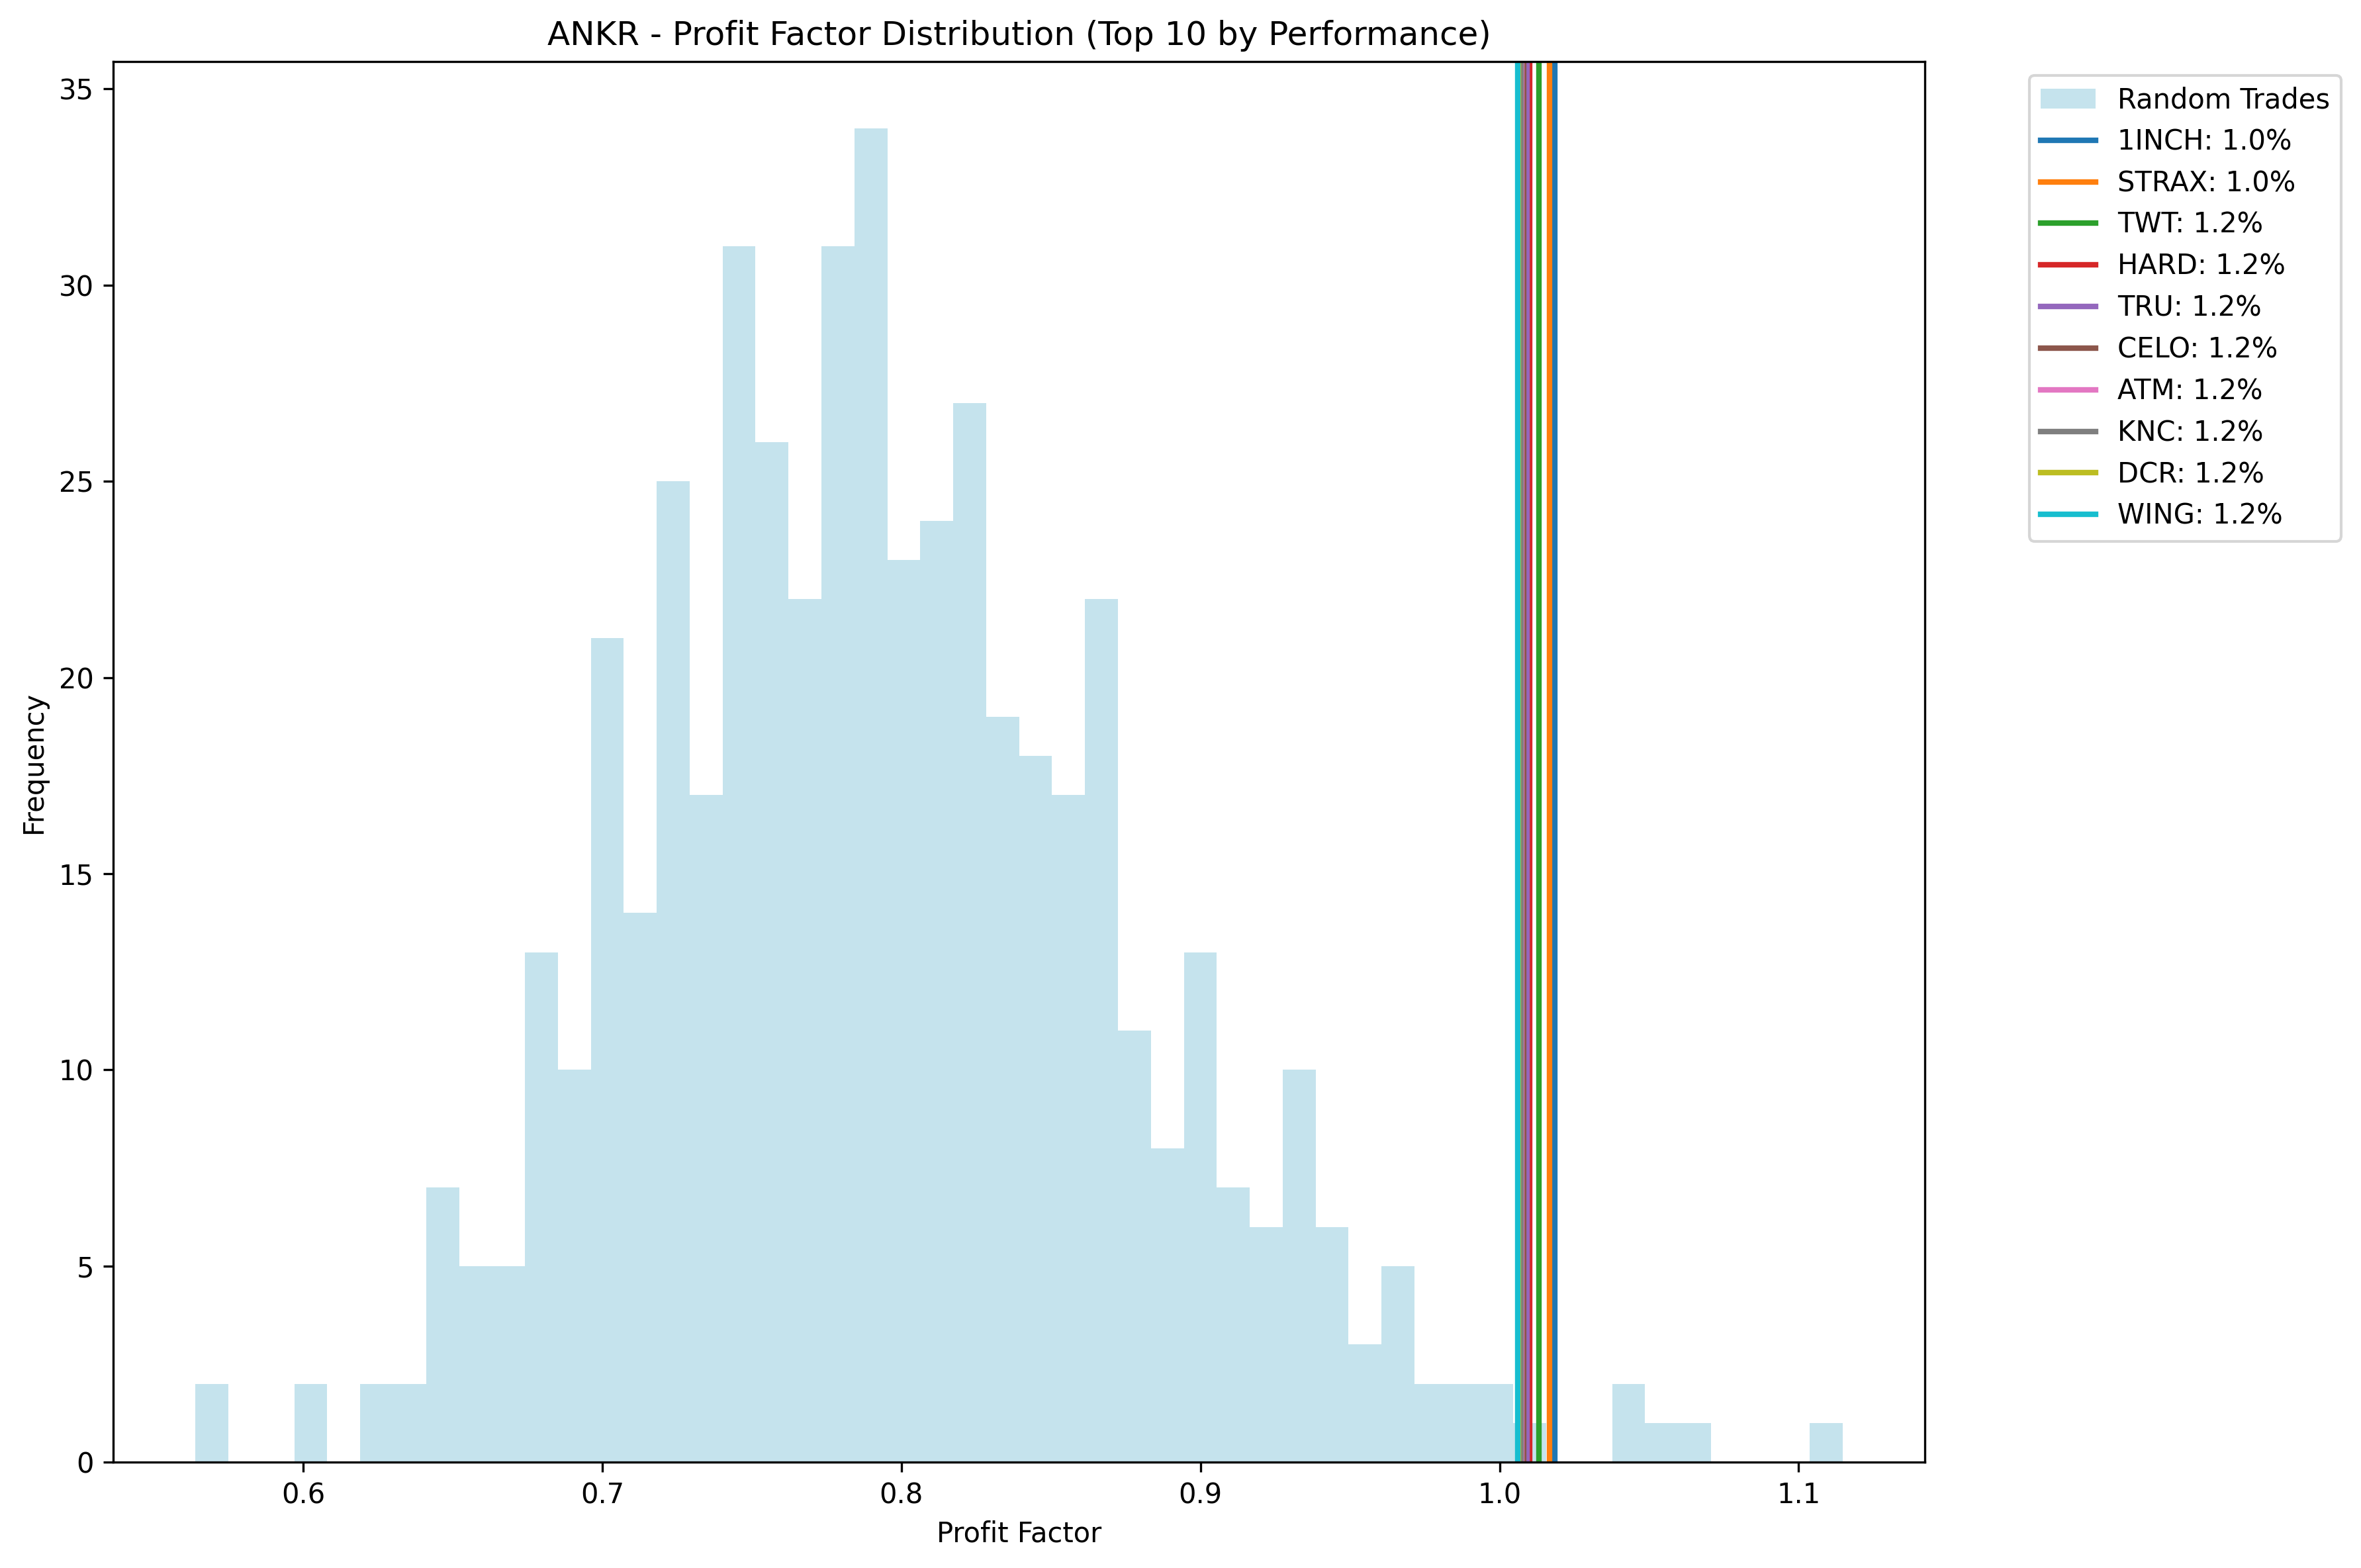 ANKR - Profit Factor Distribution (Top 10 by Performance)
35
30
25
20
15
10
5
0
Frequency
0.6 0.7 0.8 0.9 1.0 1.1
Profit Factor
Random Trades
1INCH: 1.0%
STRAX: 1.0%
TWT: 1.2%
HARD: 1.2%
TRU: 1.2%
CELO: 1.2%
ATM: 1.2%
KNC: 1.2%
DCR: 1.2%
WING: 1.2%